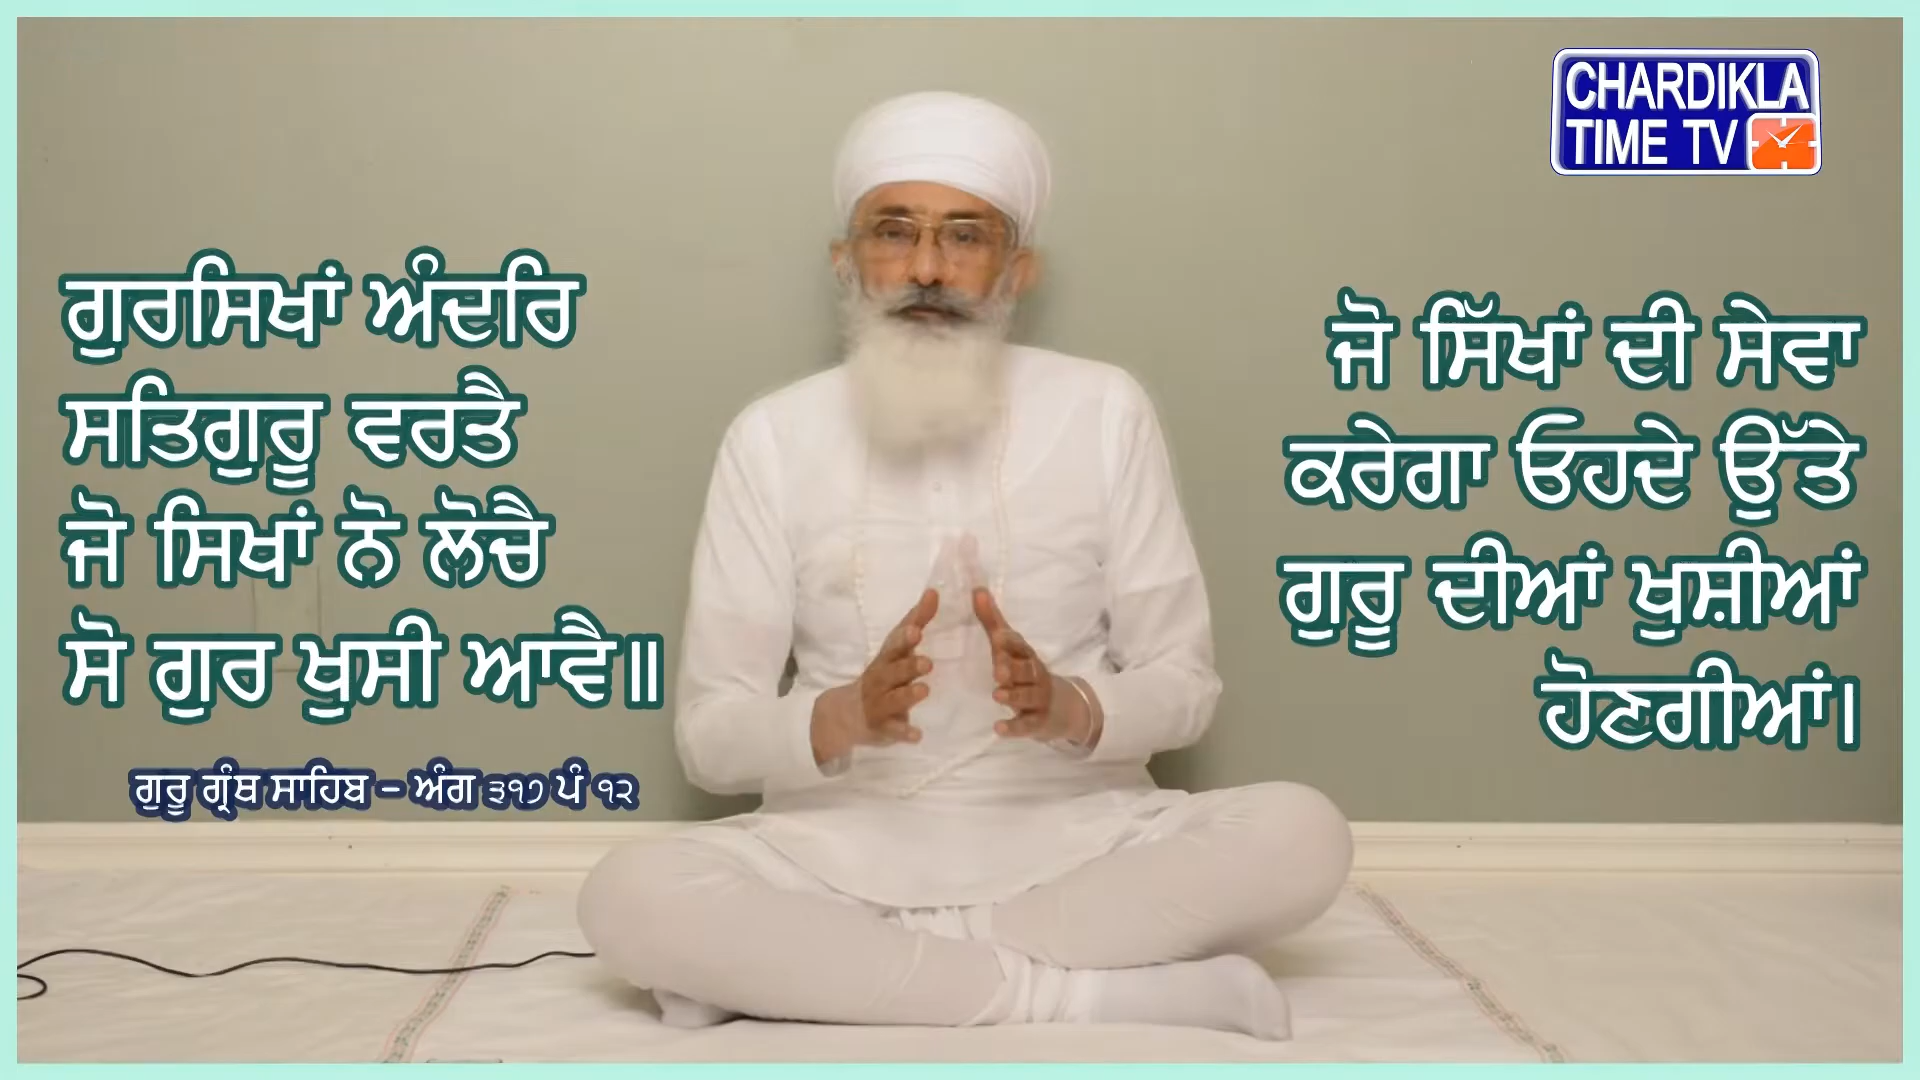 CHARDIKLA
TIME TV
ਗੁਰਸਿਖਾਂ ਅੰਦਰਿ
ਸਤਿਗੁਰੂ ਵਰਤੈ
ਜੋ ਸਿਖਾਂ ਨੋ ਲੋਚੈ
ਸੋ ਗੁਰ ਖੁਸੀ ਆਵੈ॥
ਗੁਰੂ ਗ੍ਰੰਥ ਸਾਹਿਬ – ਅੰਗ ੩੧੭ ਪੰ ੧੨
ਜੋ ਸਿੱਖਾਂ ਦੀ ਸੇਵਾ
ਕਰੇਗਾ ਓਹਦੇ ਉੱਤੇ
ਗੁਰੂ ਦੀਆਂ ਖੁਸ਼ੀਆਂ
ਹੋਣਗੀਆਂ।